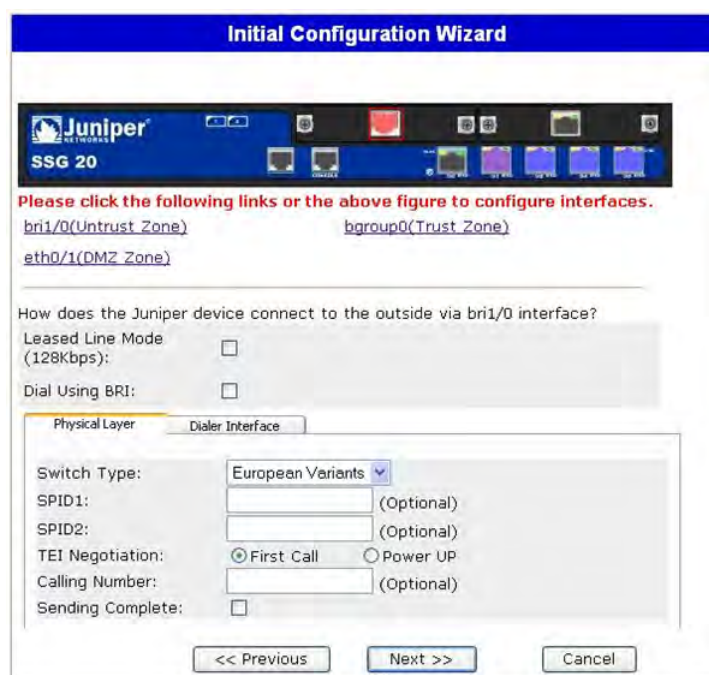 Initial Configuration Wizard
Juniper
NETWORKS
SSG 20
CONSOLE
Please click the following links or the above figure to configure interfaces.
bri1/0(Untrust Zone) bgroup0(Trust Zone)
eth0/1(DMZ Zone)
How does the Juniper device connect to the outside via bri1/0 interface?
Leased Line Mode
(128Kbps):
Dial Using BRI:
Physical Layer Dialer Interface
Switch Type: European Variants
SPID1: (Optional)
SPID2: (Optional)
TEI Negotiation: First Call Power UP
Calling Number: (Optional)
Sending Complete:
<< Previous Next >> Cancel